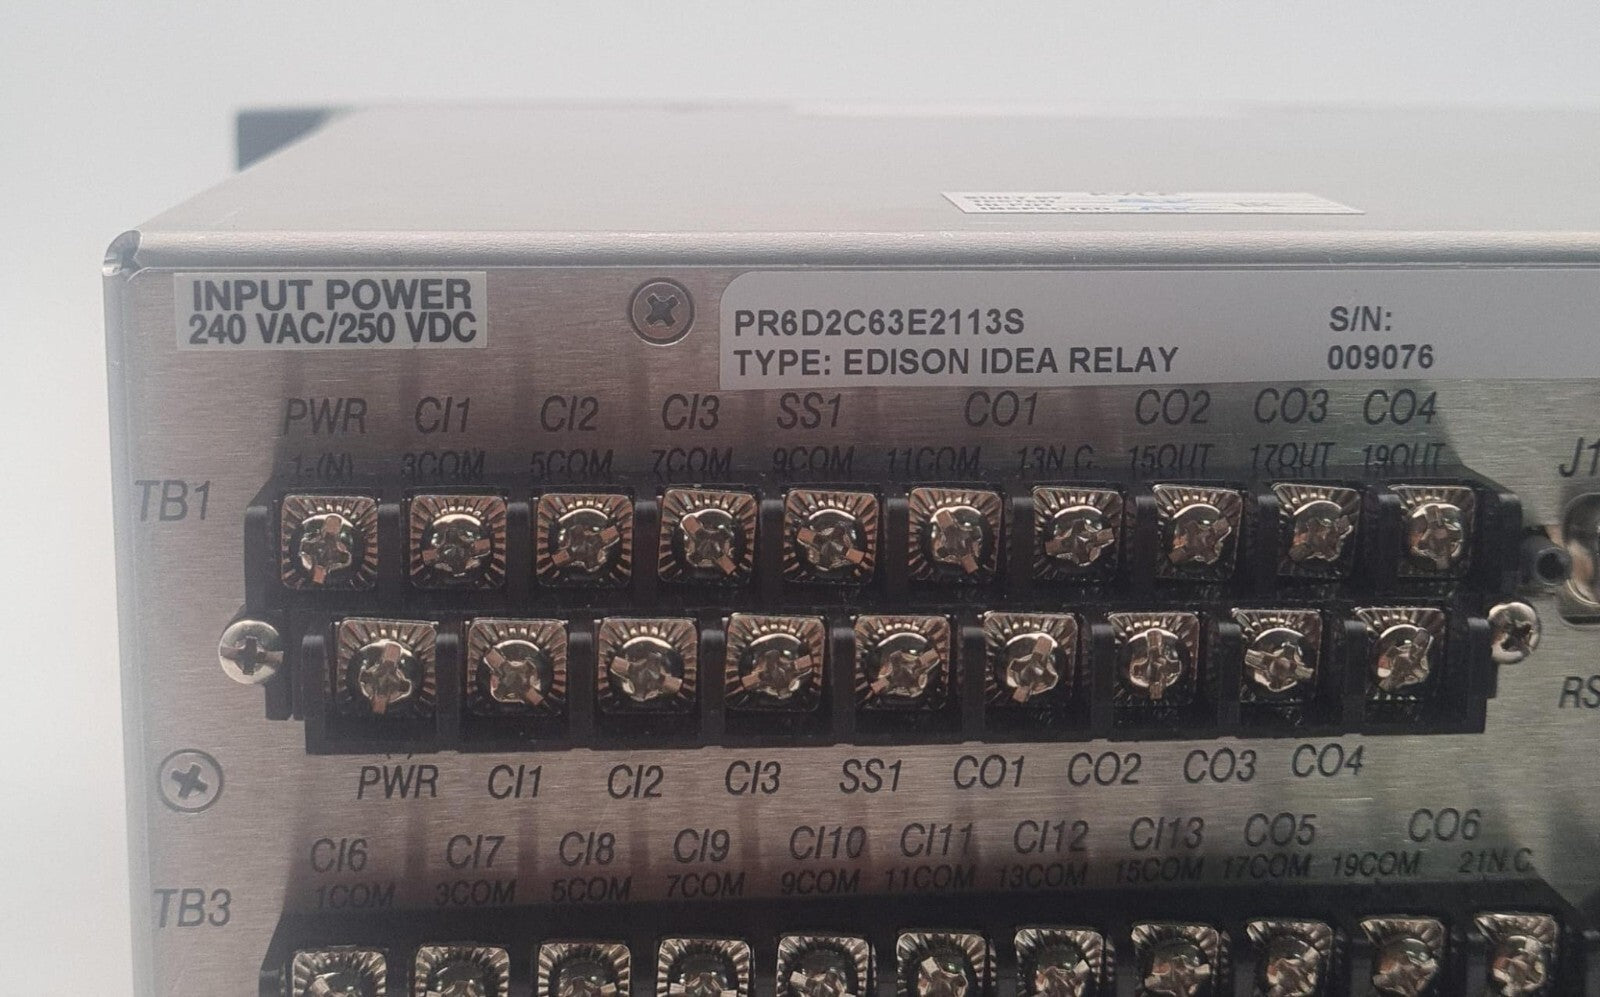 INPUT POWER
240 VAC/250 VDC
PR6D2C63E2113S
TYPE: EDISON IDEA RELAY
S/N:
009076
PWR CI1 CI2 CI3 SS1 CO1 CO2 CO3 CO4
1-(N) 3COM 5COM 7COM 9COM 11COM 13N.C. 15OUT 17OUT 19OUT
J1
TB1
RS
PWR CI1 CI2 CI3 SS1 CO1 CO2 CO3 CO4
CI6 CI7 CI8 CI9 CI10 CI11 CI12 CI13 CO5 CO6
1COM 3COM 5COM 7COM 9COM 11COM 13COM 15COM 17COM 19COM 21N.C.
TB3